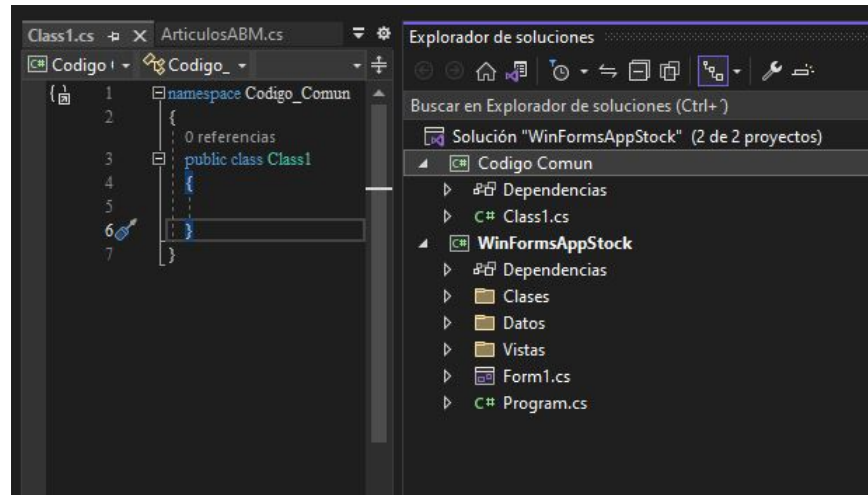 Class1.cs
ArticulosABM.cs
C# Codigo (
Codigo_
1 namespace Codigo_Comun
2 {
0 referencias
3 public class Class1
4 {
5
6 }
7 }
Explorador de soluciones
Buscar en Explorador de soluciones (Ctrl+´)
Solución "WinFormsAppStock" (2 de 2 proyectos)
C# Codigo Comun
Dependencias
C# Class1.cs
C# WinFormsAppStock
Dependencias
Clases
Datos
Vistas
Form1.cs
C# Program.cs